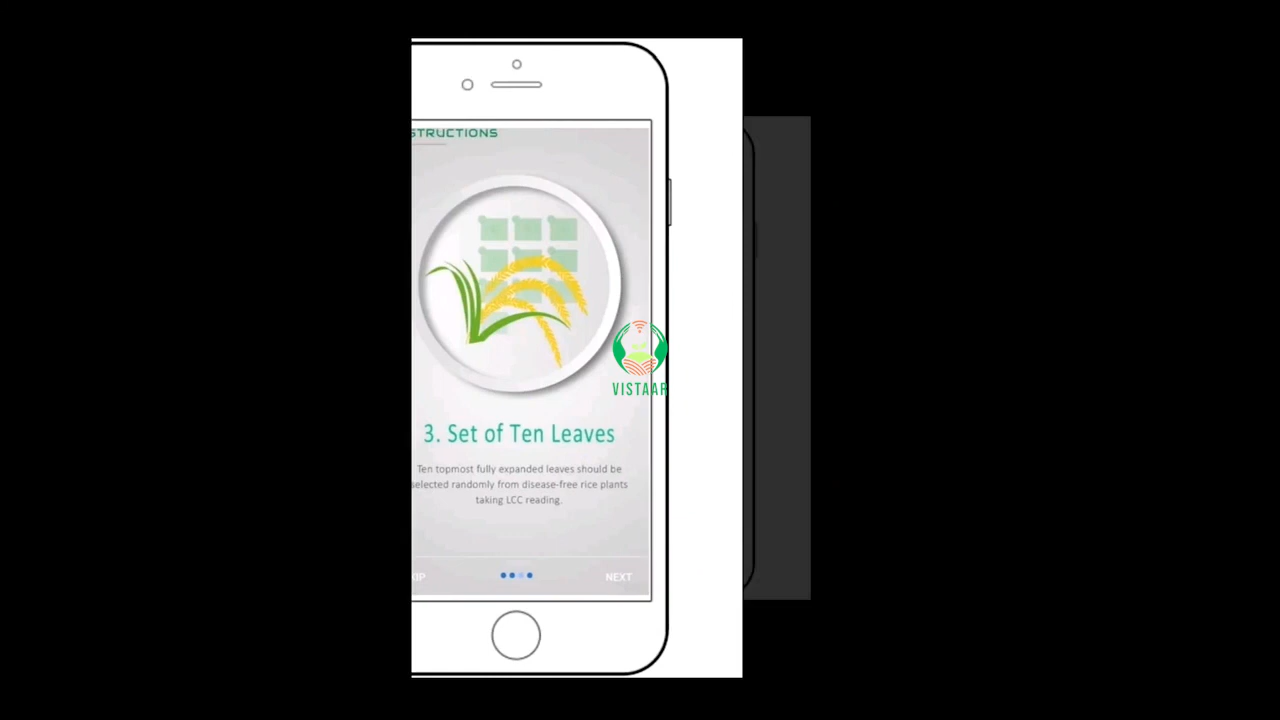 STRUCTIONS
3. Set of Ten Leaves
Ten topmost fully expanded leaves should be
selected randomly from disease-free rice plants
taking LCC reading.
IP
NEXT
VISTAAR